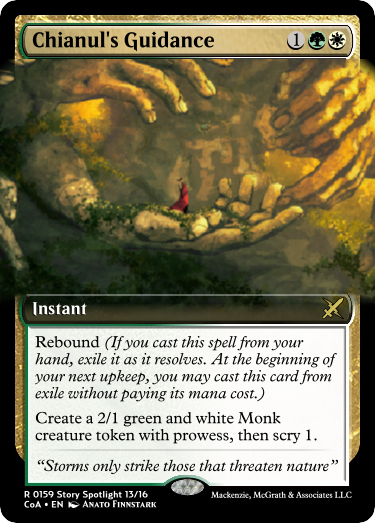 Chianul's Guidance 1
Instant
Rebound (If you cast this spell from your
hand, exile it as it resolves. At the beginning of
your next upkeep, you may cast this card from
exile without paying its mana cost.)
Create a 2/1 green and white Monk
creature token with prowess, then scry 1.
“Storms only strike those that threaten nature”
R 0159 Story Spotlight 13/16
CoA • EN Anato Finnstark
Mackenzie, McGrath & Associates LLC